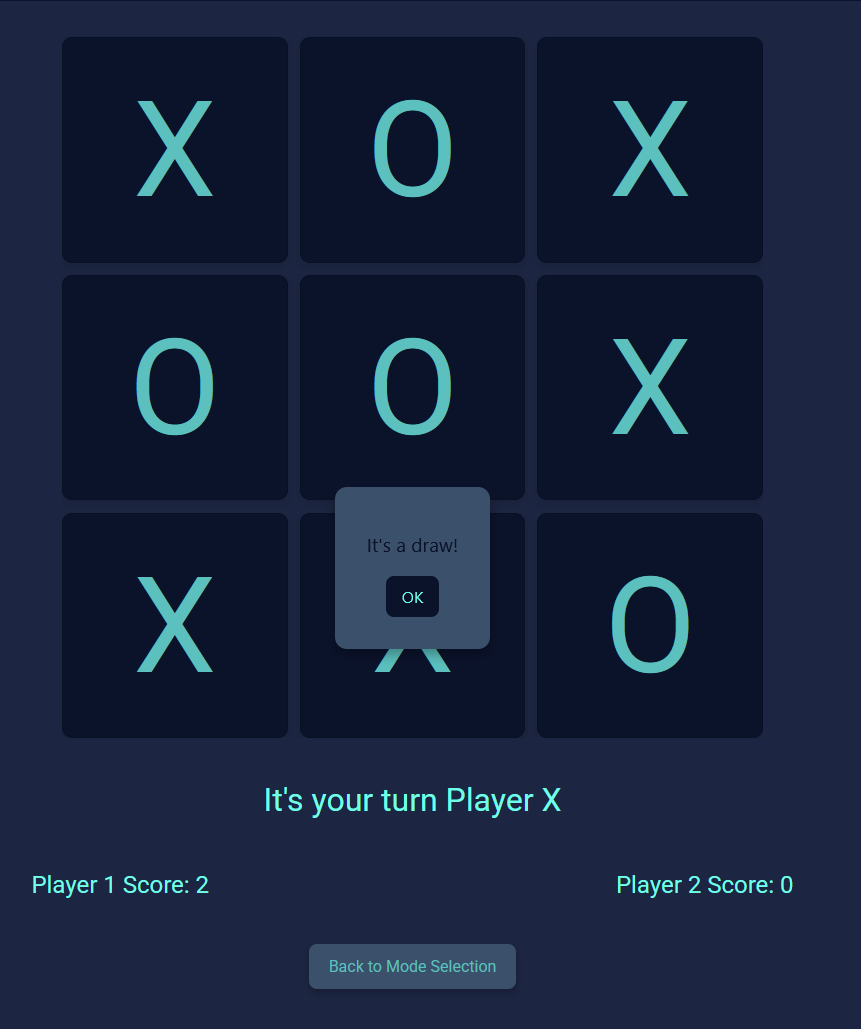 X O X
O O X
It's a draw!
OK
X X O
It's your turn Player X
Player 1 Score: 2
Player 2 Score: 0
Back to Mode Selection